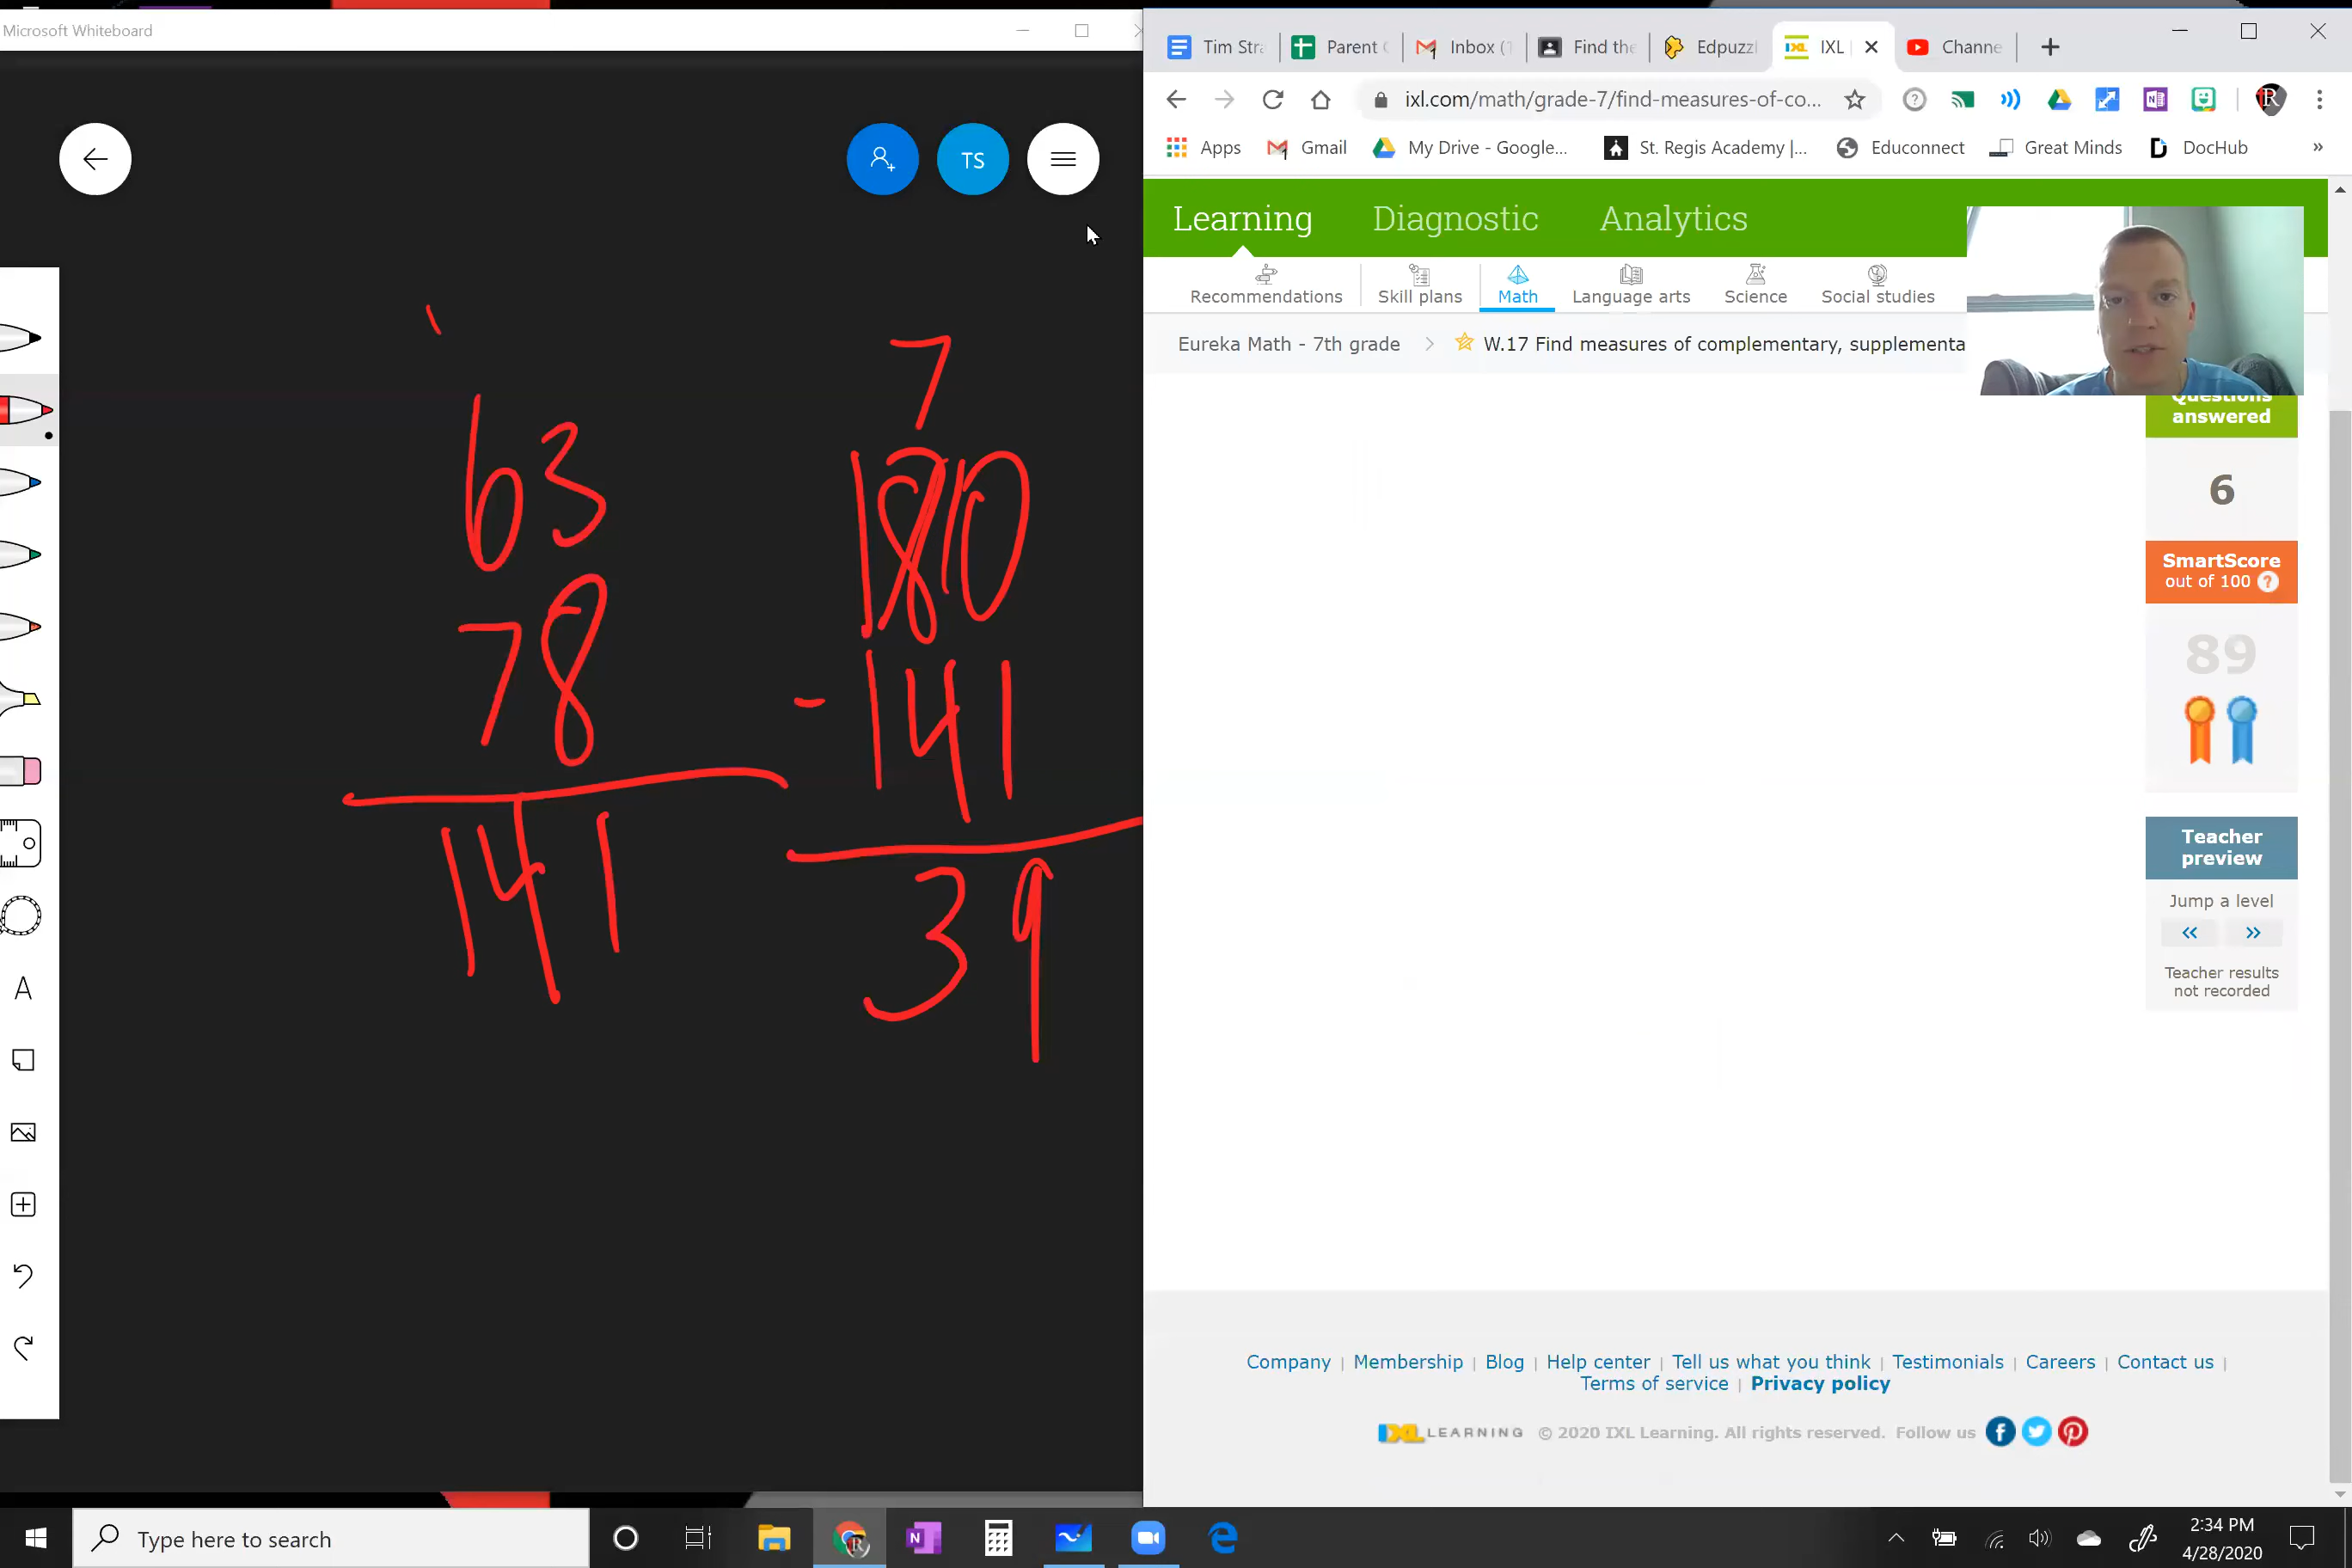 Microsoft Whiteboard
TS
63
78
141
7
180
- 141
39
A
Tim Stra
Parent
Inbox (
Find the
Edpuzzl
IXL
Channe
ixl.com/math/grade-7/find-measures-of-co...
Apps
Gmail
My Drive - Google...
St. Regis Academy |...
Educonnect
Great Minds
DocHub
»
Learning
Diagnostic
Analytics
Recommendations
Skill plans
Math
Language arts
Science
Social studies
Eureka Math - 7th grade
W.17 Find measures of complementary, supplementa
Questions
answered
6
SmartScore
out of 100 ?
89
Teacher
preview
Jump a level
Teacher results
not recorded
Company | Membership | Blog | Help center | Tell us what you think | Testimonials | Careers | Contact us |
Terms of service | Privacy policy
IXL LEARNING © 2020 IXL Learning. All rights reserved. Follow us
Type here to search
2:34 PM
4/28/2020